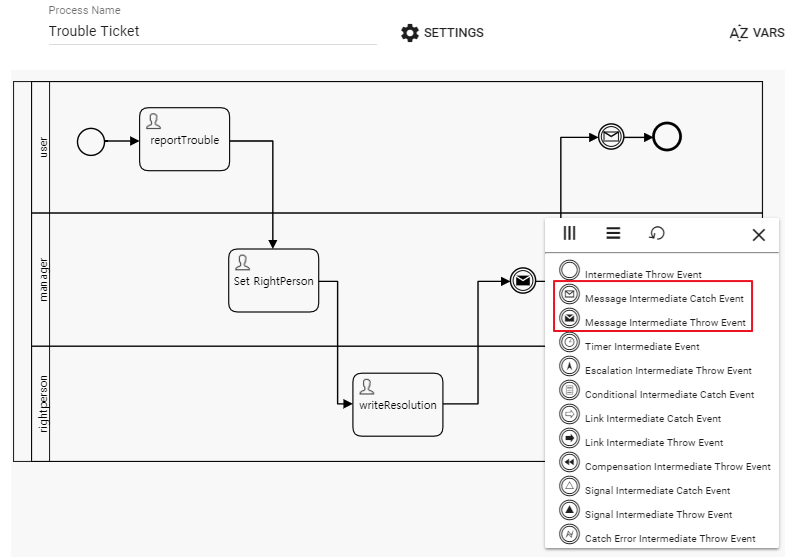 Process Name
Trouble Ticket
SETTINGS
AZ VARS
user
reportTrouble
manager
Set RightPerson
rightperson
writeResolution
Intermediate Throw Event
Message Intermediate Catch Event
Message Intermediate Throw Event
Timer Intermediate Event
Escalation Intermediate Throw Event
Conditional Intermediate Catch Event
Link Intermediate Catch Event
Link Intermediate Throw Event
Compensation Intermediate Throw Event
Signal Intermediate Catch Event
Signal Intermediate Throw Event
Catch Error Intermediate Throw Event